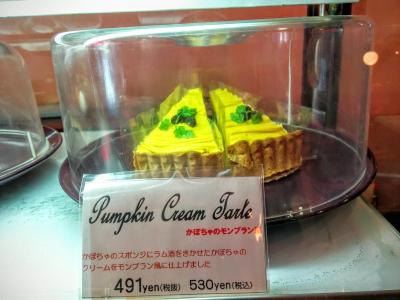 Pumpkin Cream Tarte
かぼちゃのモンブラン風
かぼちゃのスポンジにラム酒をきかせたかぼちゃの
クリームをモンブラン風に仕上げました
491yen(税抜) 530yen(税込)